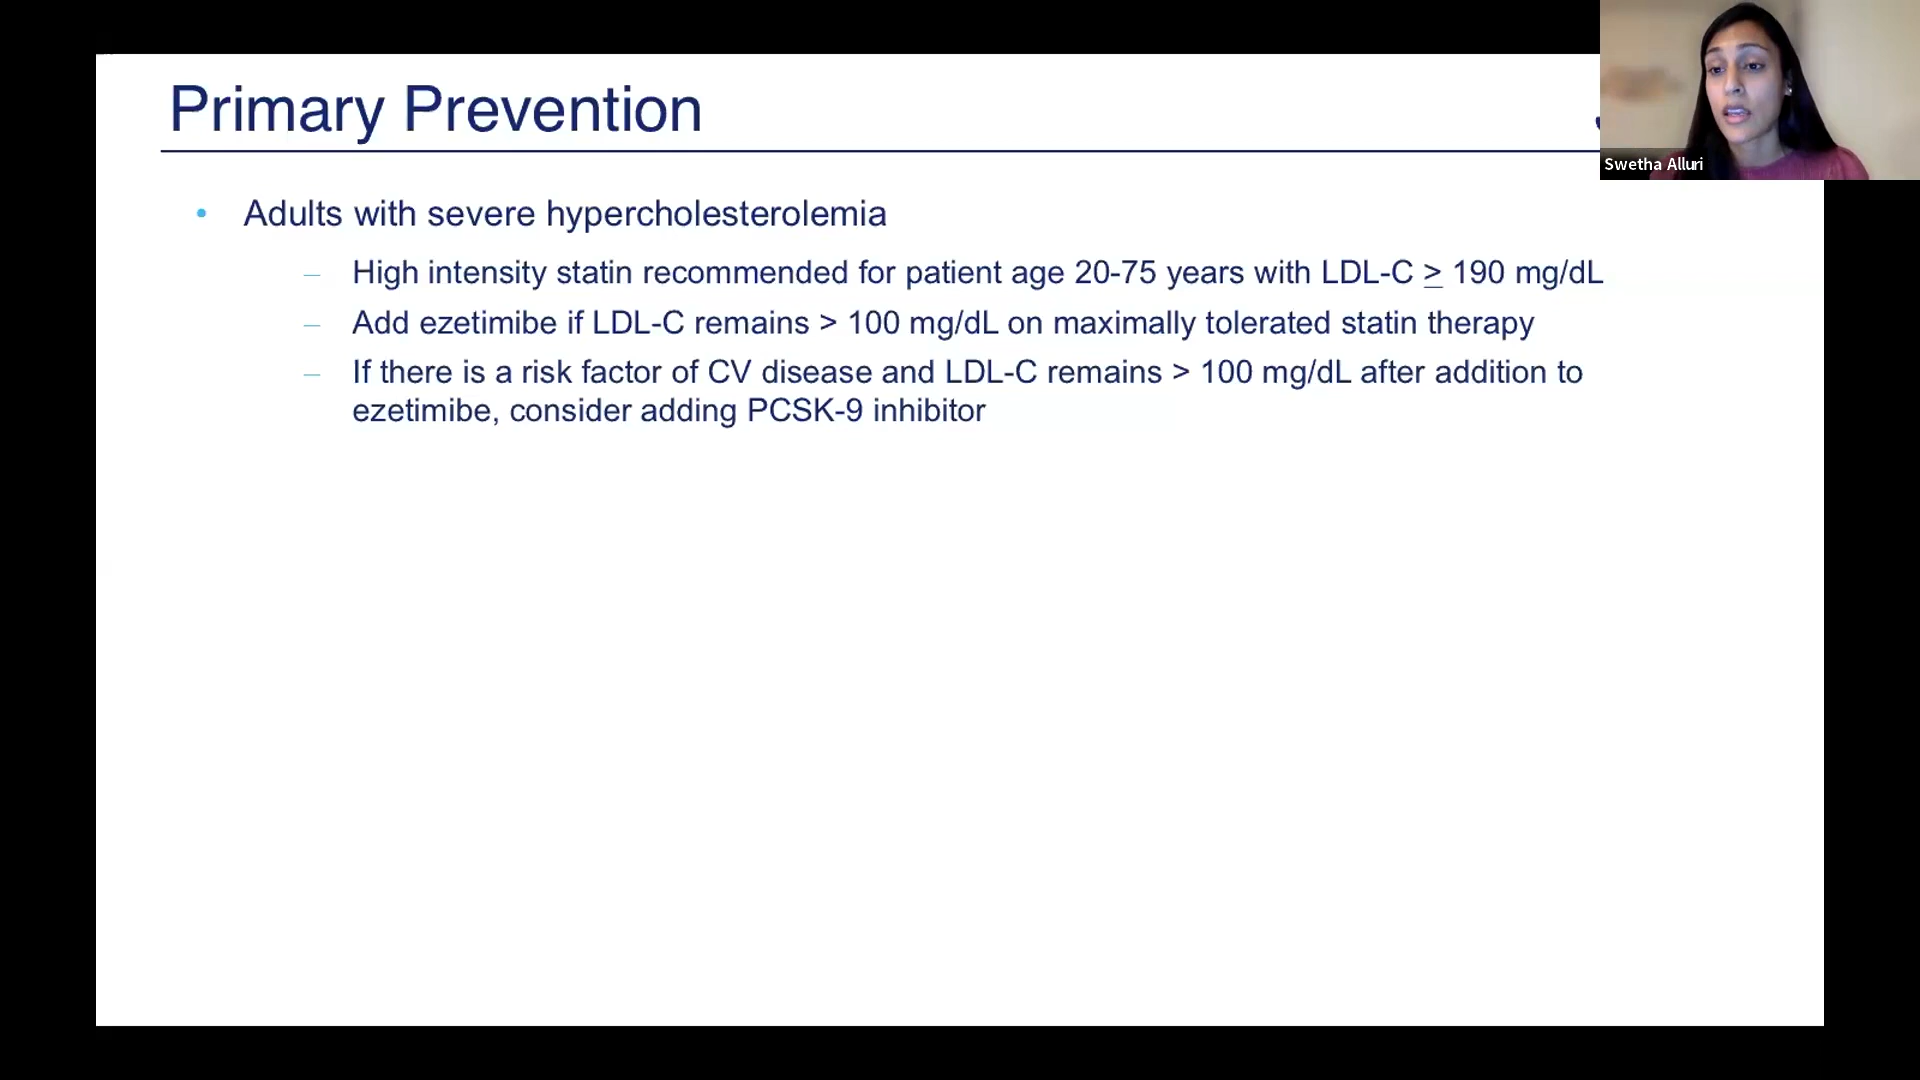 Primary Prevention
Swetha Alluri
• Adults with severe hypercholesterolemia
– High intensity statin recommended for patient age 20-75 years with LDL-C ≥ 190 mg/dL
– Add ezetimibe if LDL-C remains > 100 mg/dL on maximally tolerated statin therapy
– If there is a risk factor of CV disease and LDL-C remains > 100 mg/dL after addition to
ezetimibe, consider adding PCSK-9 inhibitor